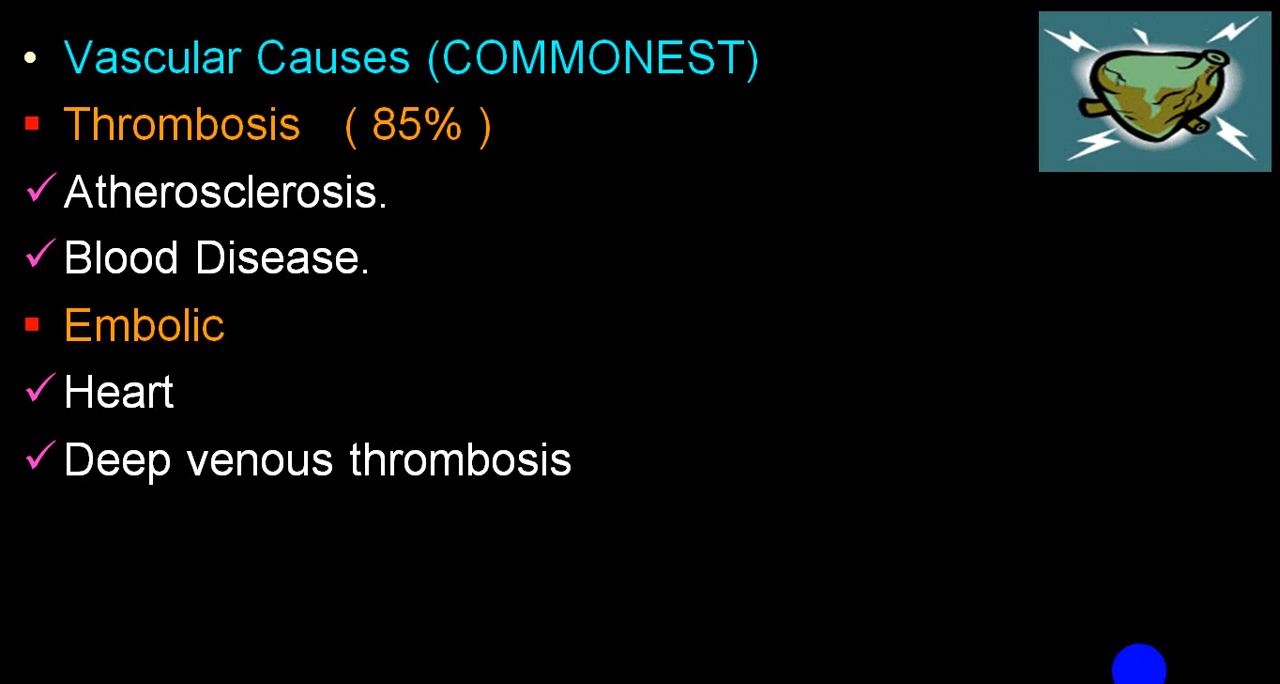 • Vascular Causes (COMMONEST)
▪ Thrombosis ( 85% )
✓ Atherosclerosis.
✓ Blood Disease.
▪ Embolic
✓ Heart
✓ Deep venous thrombosis